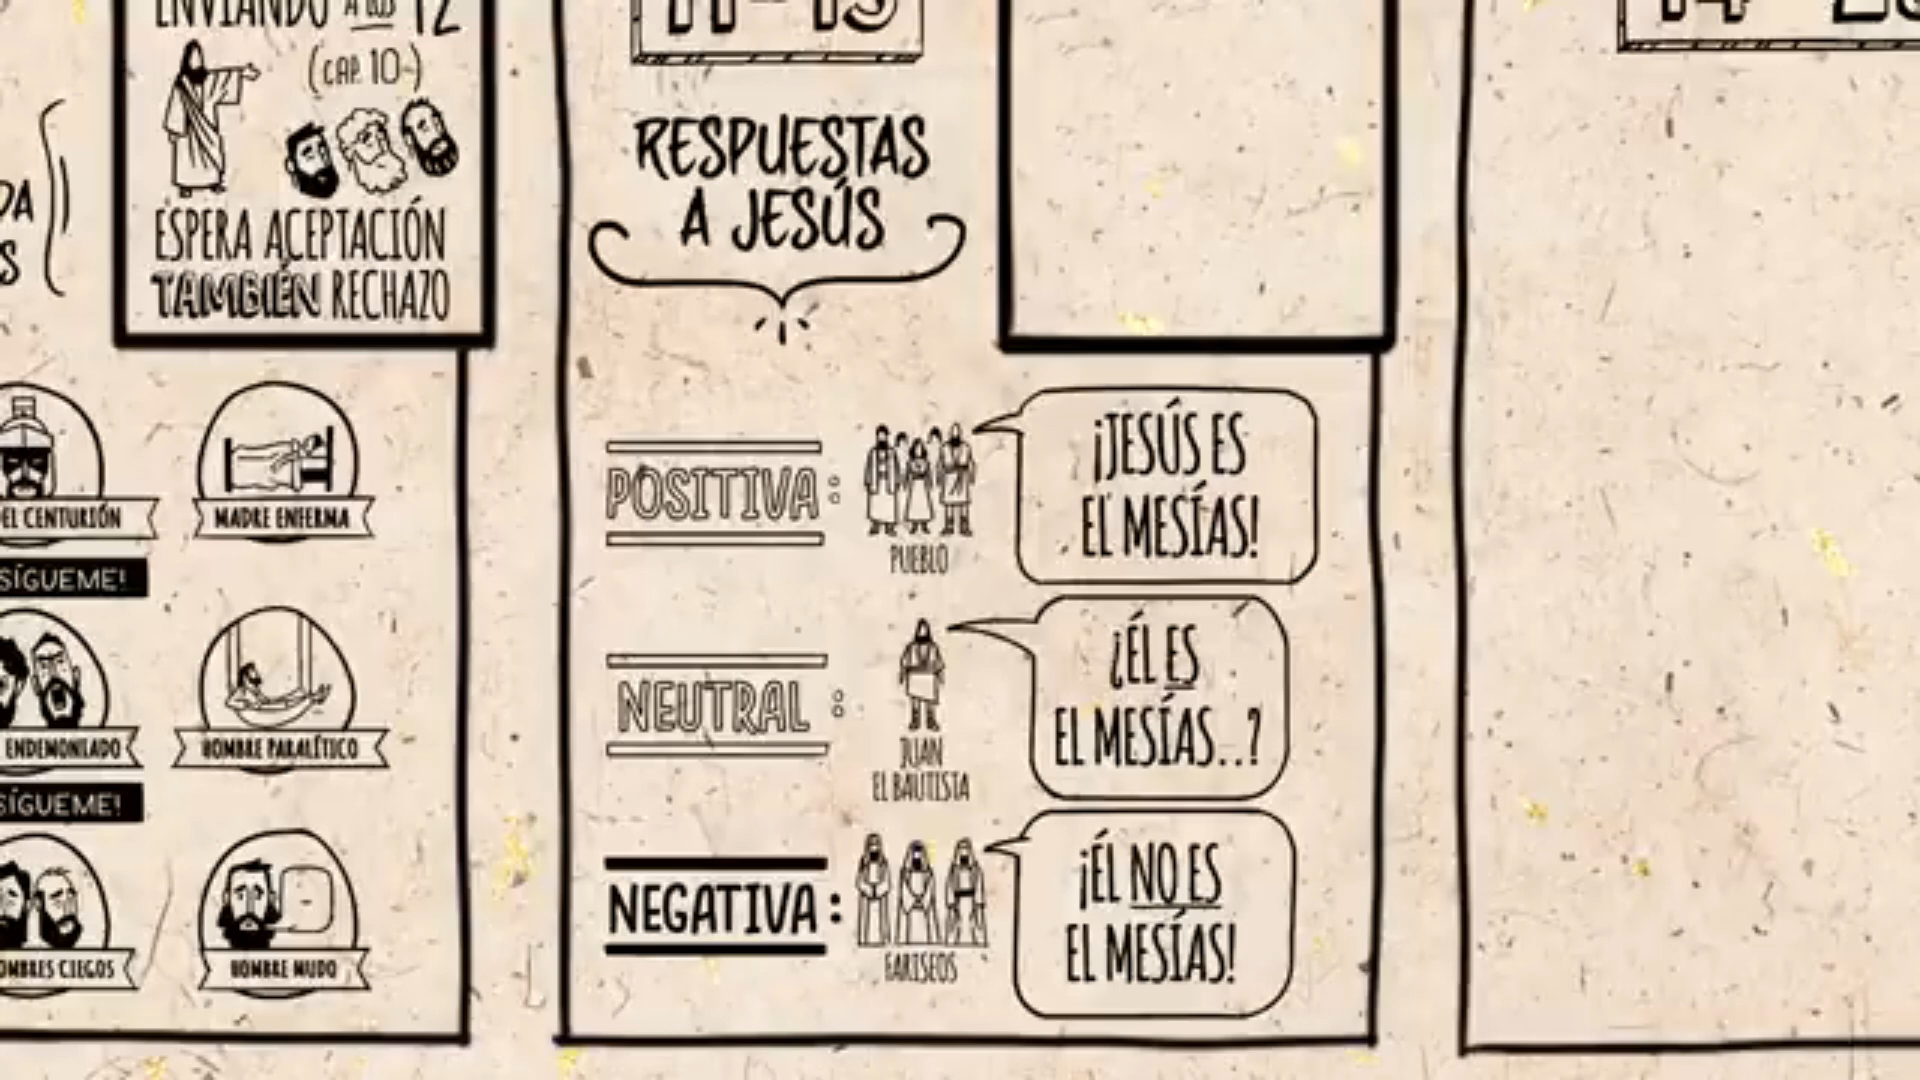 ENVIANDO A LOS 12
(CAP. 10)
ESPERA ACEPTACIÓN
TAMBIÉN RECHAZO
EL CENTURIÓN
MADRE ENFERMA
SÍGUEME!
ENDEMONIADO
HOMBRE PARALÍTICO
SÍGUEME!
HOMBRES CIEGOS
HOMBRE MUDO
11-13
RESPUESTAS
A JESÚS
POSITIVA:
PUEBLO
¡JESÚS ES
EL MESÍAS!
NEUTRAL:
JUAN
EL BAUTISTA
¿ÉL ES
EL MESÍAS..?
NEGATIVA:
FARISEOS
¡ÉL NO ES
EL MESÍAS!